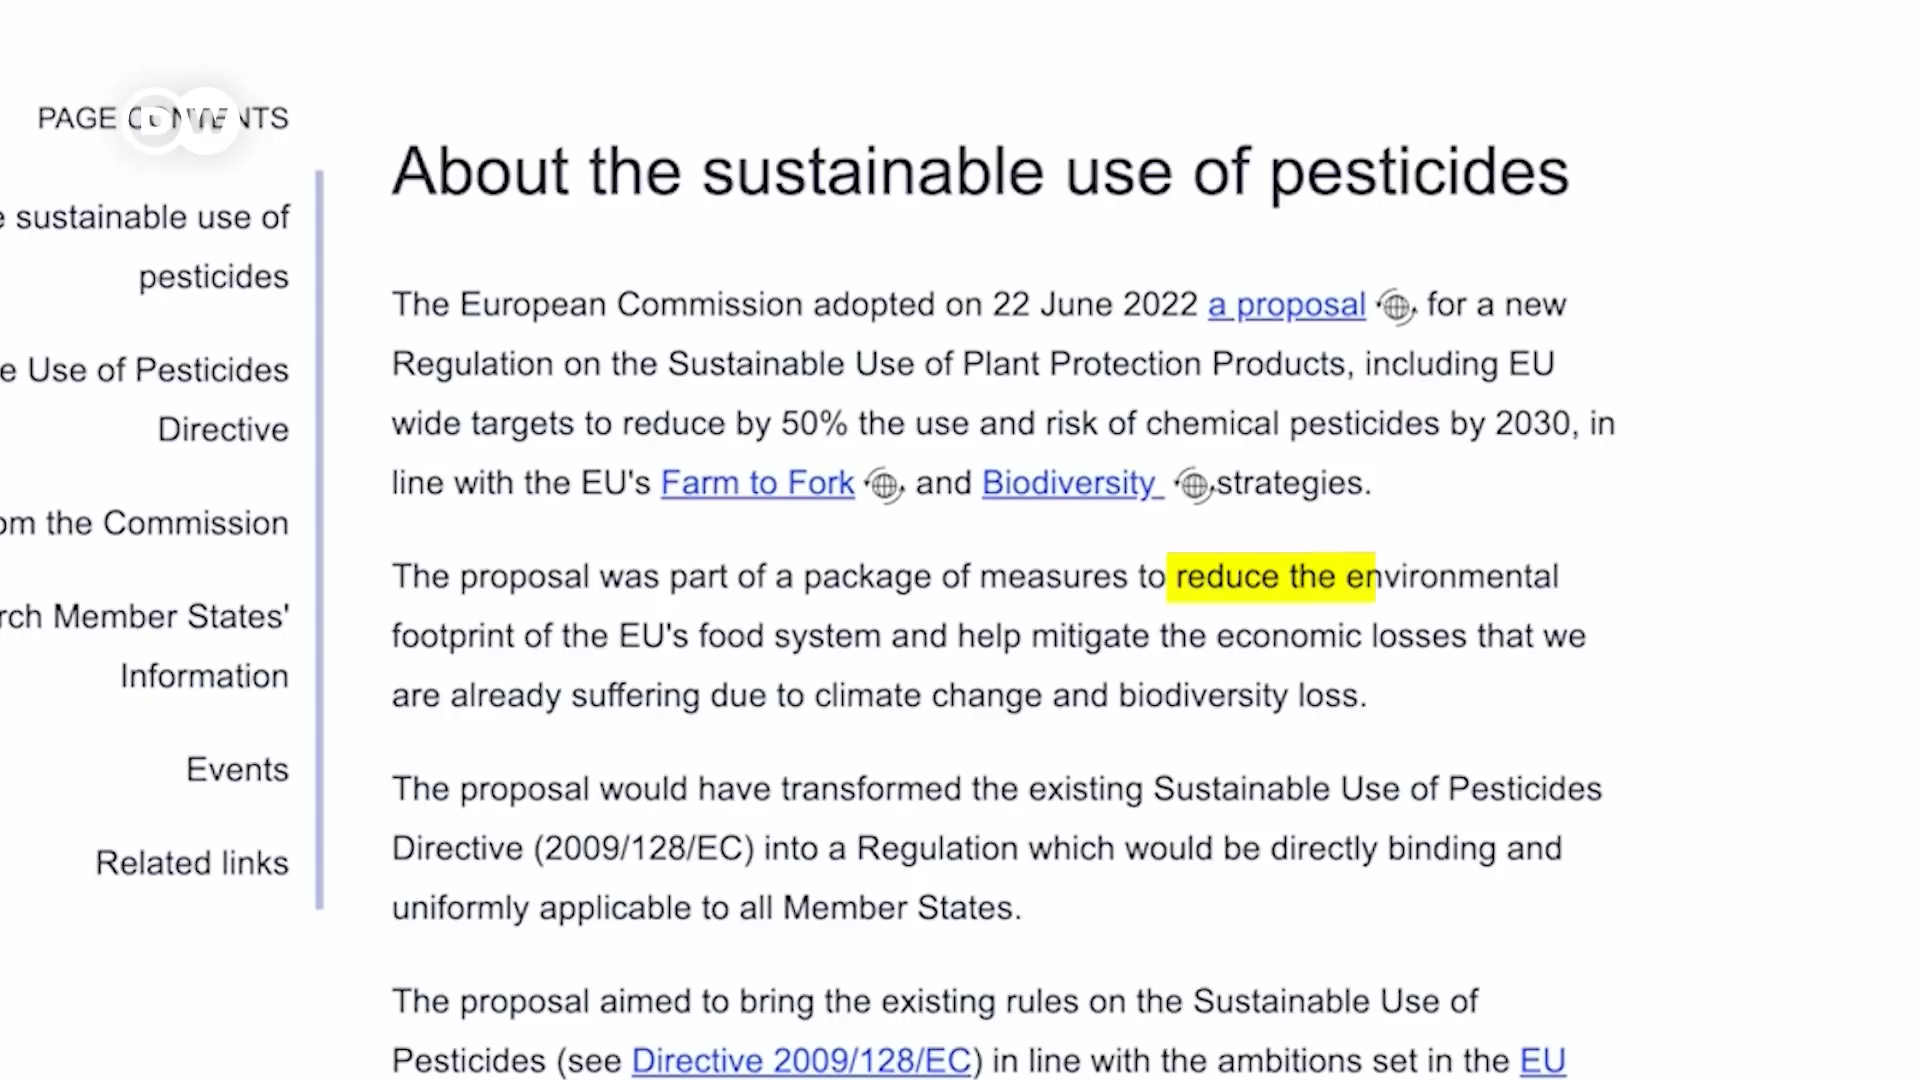 PAGE CONTENTS
DW
sustainable use of
pesticides
Use of Pesticides
Directive
the Commission
Member States'
Information
Events
Related links
About the sustainable use of pesticides
The European Commission adopted on 22 June 2022 a proposal for a new
Regulation on the Sustainable Use of Plant Protection Products, including EU
wide targets to reduce by 50% the use and risk of chemical pesticides by 2030, in
line with the EU's Farm to Fork and Biodiversity strategies.
The proposal was part of a package of measures to reduce the environmental
footprint of the EU's food system and help mitigate the economic losses that we
are already suffering due to climate change and biodiversity loss.
The proposal would have transformed the existing Sustainable Use of Pesticides
Directive (2009/128/EC) into a Regulation which would be directly binding and
uniformly applicable to all Member States.
The proposal aimed to bring the existing rules on the Sustainable Use of
Pesticides (see Directive 2009/128/EC) in line with the ambitions set in the EU